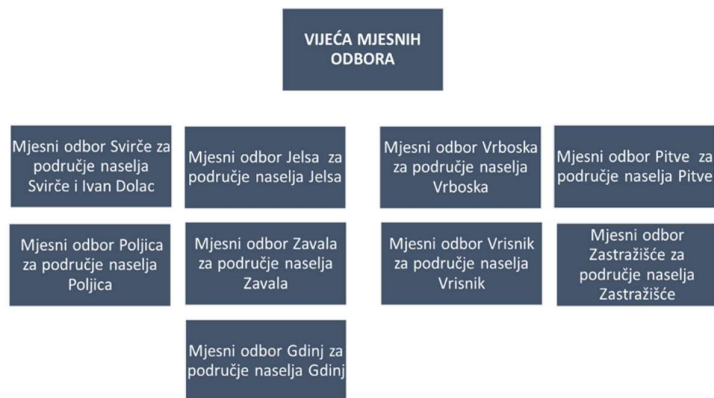 VIJEĆA MJESNIH
ODBORA
Mjesni odbor Svirče za
područje naselja
Svirče i Ivan Dolac
Mjesni odbor Jelsa za
područje naselja Jelsa
Mjesni odbor Vrboska
za područje naselja
Vrboska
Mjesni odbor Pitve za
područje naselja Pitve
Mjesni odbor Poljica
za područje naselja
Poljica
Mjesni odbor Zavala
za područje naselja
Zavala
Mjesni odbor Vrisnik
za područje naselja
Vrisnik
Mjesni odbor
Zastražišće za
područje naselja
Zastražišće
Mjesni odbor Gdinj za
područje naselja Gdinj